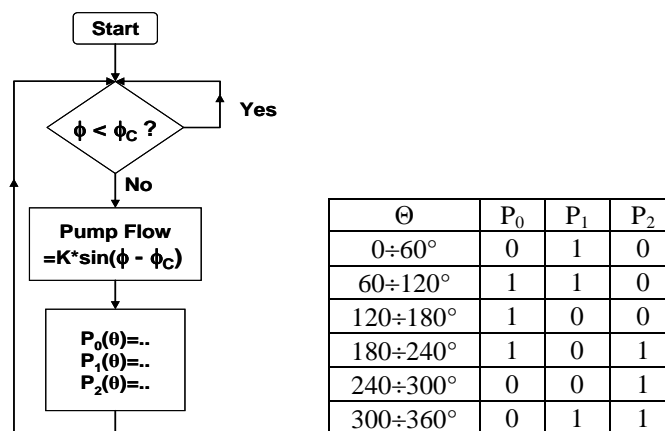 Start
ϕ < ϕC ?
Yes
No
Pump Flow
=K*sin(ϕ - ϕC)
P0(θ)=..
P1(θ)=..
P2(θ)=..
Θ P0 P1 P2
0÷60° 0 1 0
60÷120° 1 1 0
120÷180° 1 0 0
180÷240° 1 0 1
240÷300° 0 0 1
300÷360° 0 1 1